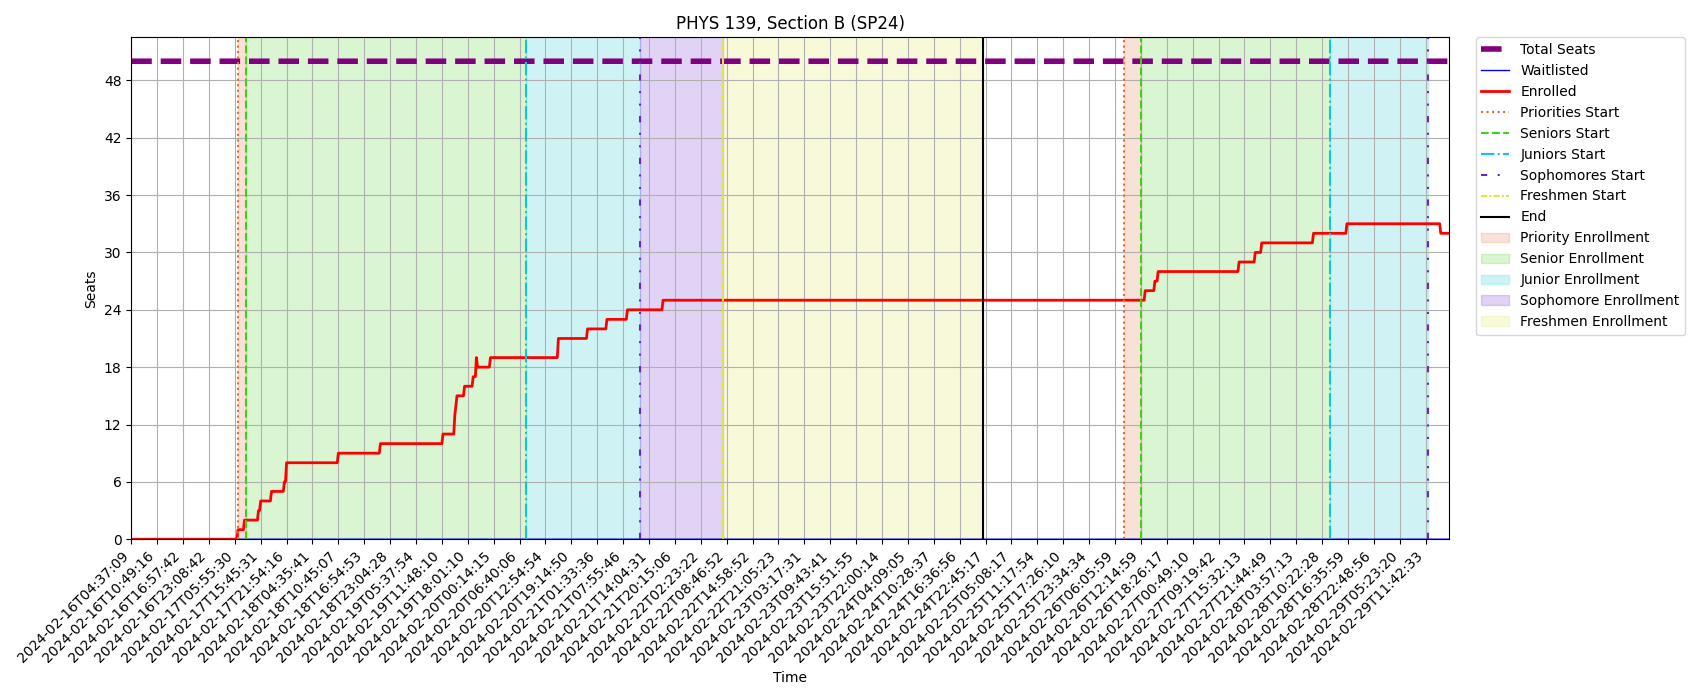 PHYS 139, Section B (SP24)
Seats
48
42
36
30
24
18
12
6
0
2024-02-16T04:37:09
2024-02-16T10:49:16
2024-02-16T16:57:42
2024-02-16T23:08:42
2024-02-17T05:55:30
2024-02-17T15:45:31
2024-02-17T21:54:16
2024-02-18T04:35:41
2024-02-18T10:45:07
2024-02-18T16:54:53
2024-02-18T23:04:28
2024-02-19T05:37:54
2024-02-19T11:48:10
2024-02-19T18:01:10
2024-02-20T00:14:15
2024-02-20T06:40:06
2024-02-20T12:54:54
2024-02-20T19:14:50
2024-02-21T01:33:36
2024-02-21T07:55:46
2024-02-21T14:04:31
2024-02-21T20:15:06
2024-02-22T02:23:22
2024-02-22T08:46:52
2024-02-22T14:58:52
2024-02-22T21:05:23
2024-02-23T03:17:31
2024-02-23T09:43:41
2024-02-23T15:51:55
2024-02-23T22:00:14
2024-02-24T04:09:05
2024-02-24T10:28:37
2024-02-24T16:36:56
2024-02-24T22:45:17
2024-02-25T05:08:17
2024-02-25T11:17:54
2024-02-25T17:26:10
2024-02-25T23:34:34
2024-02-26T06:05:59
2024-02-26T12:14:59
2024-02-26T18:26:17
2024-02-27T00:49:10
2024-02-27T09:19:42
2024-02-27T15:32:13
2024-02-27T21:44:49
2024-02-28T03:57:13
2024-02-28T10:22:28
2024-02-28T16:35:59
2024-02-28T22:48:56
2024-02-29T05:23:20
2024-02-29T11:42:33
Time
Total Seats
Waitlisted
Enrolled
Priorities Start
Seniors Start
Juniors Start
Sophomores Start
Freshmen Start
End
Priority Enrollment
Senior Enrollment
Junior Enrollment
Sophomore Enrollment
Freshmen Enrollment